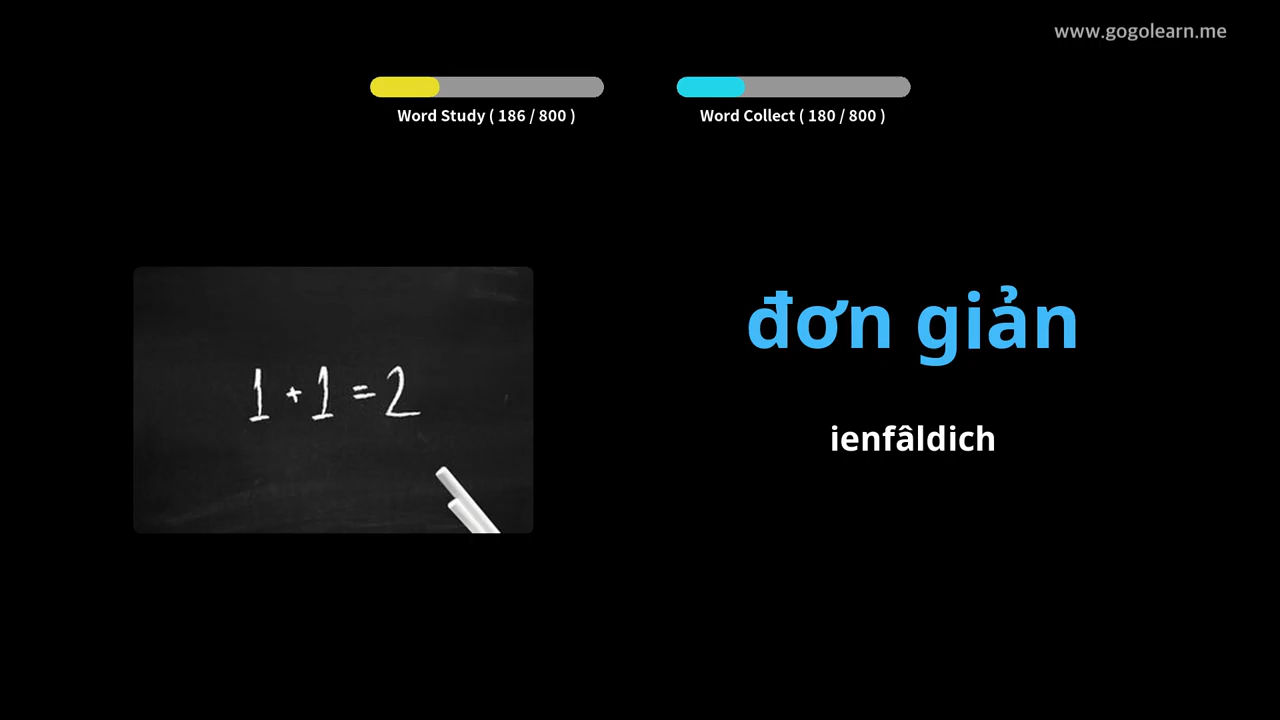 www.gogolearn.me
Word Study ( 186 / 800 )
Word Collect ( 180 / 800 )
1 + 1 = 2
đơn giản
ienfâldich